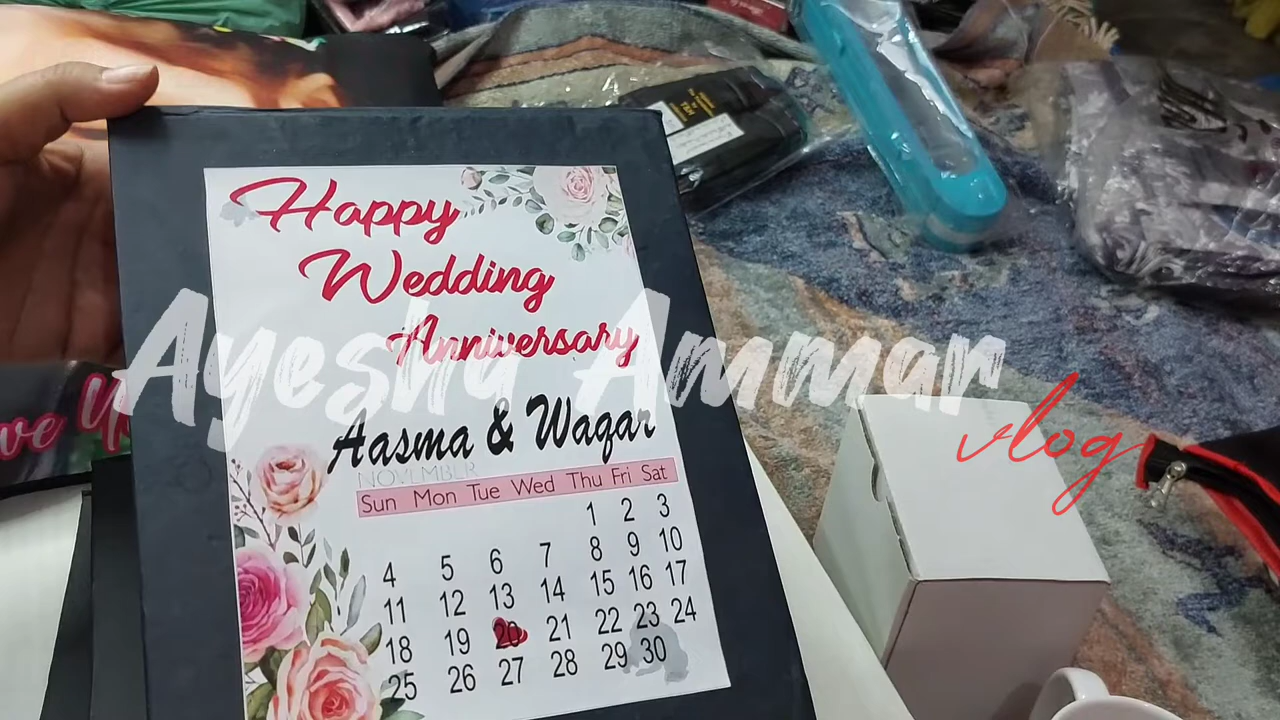 Happy
Wedding
Anniversary
Ayesha Ammar
vlogs
Aasma & Waqar
NOVEMBER
Sun Mon Tue Wed Thu Fri Sat
1 2 3
4 5 6 7 8 9 10
11 12 13 14 15 16 17
18 19 20 21 22 23 24
25 26 27 28 29 30